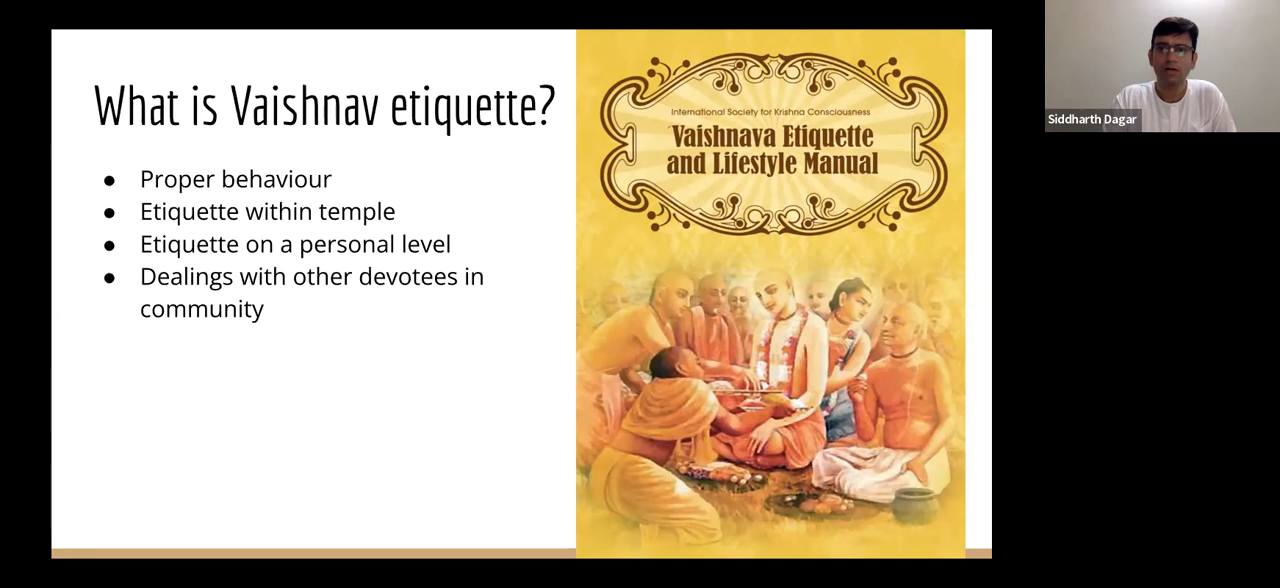 What is Vaishnav etiquette?
● Proper behaviour
● Etiquette within temple
● Etiquette on a personal level
● Dealings with other devotees in
community
International Society for Krishna Consciousness
Vaishnava Etiquette
and Lifestyle Manual
Siddharth Dagar